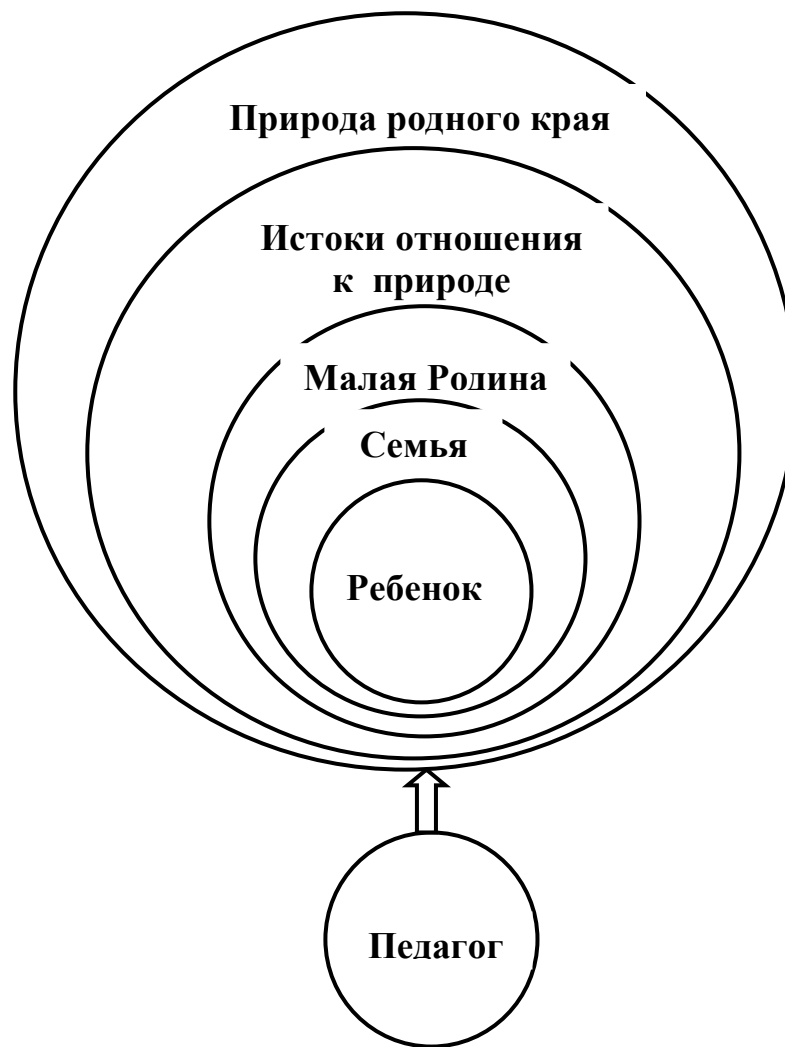 Природа родного края
Истоки отношения
к природе
Малая Родина
Семья
Ребенок
Педагог